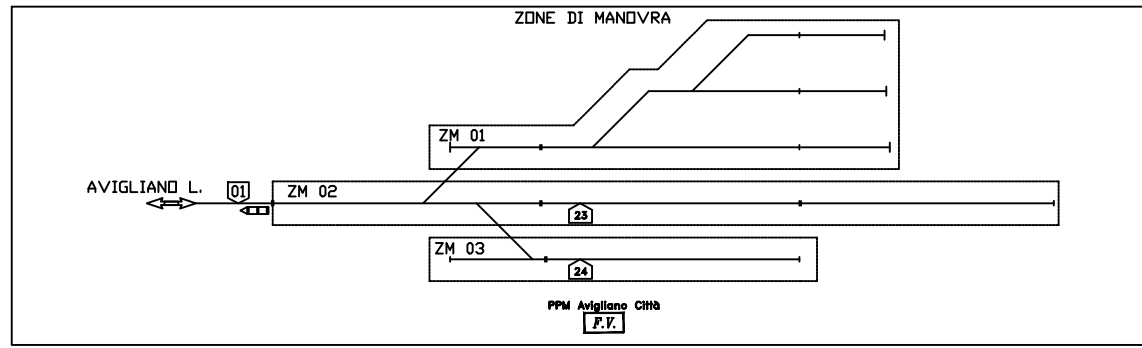 ZONE DI MANOVRA
ZM 01
AVIGLIANO L.
01
ZM 02
23
ZM 03
24
PPM Avigliano Città
F.V.